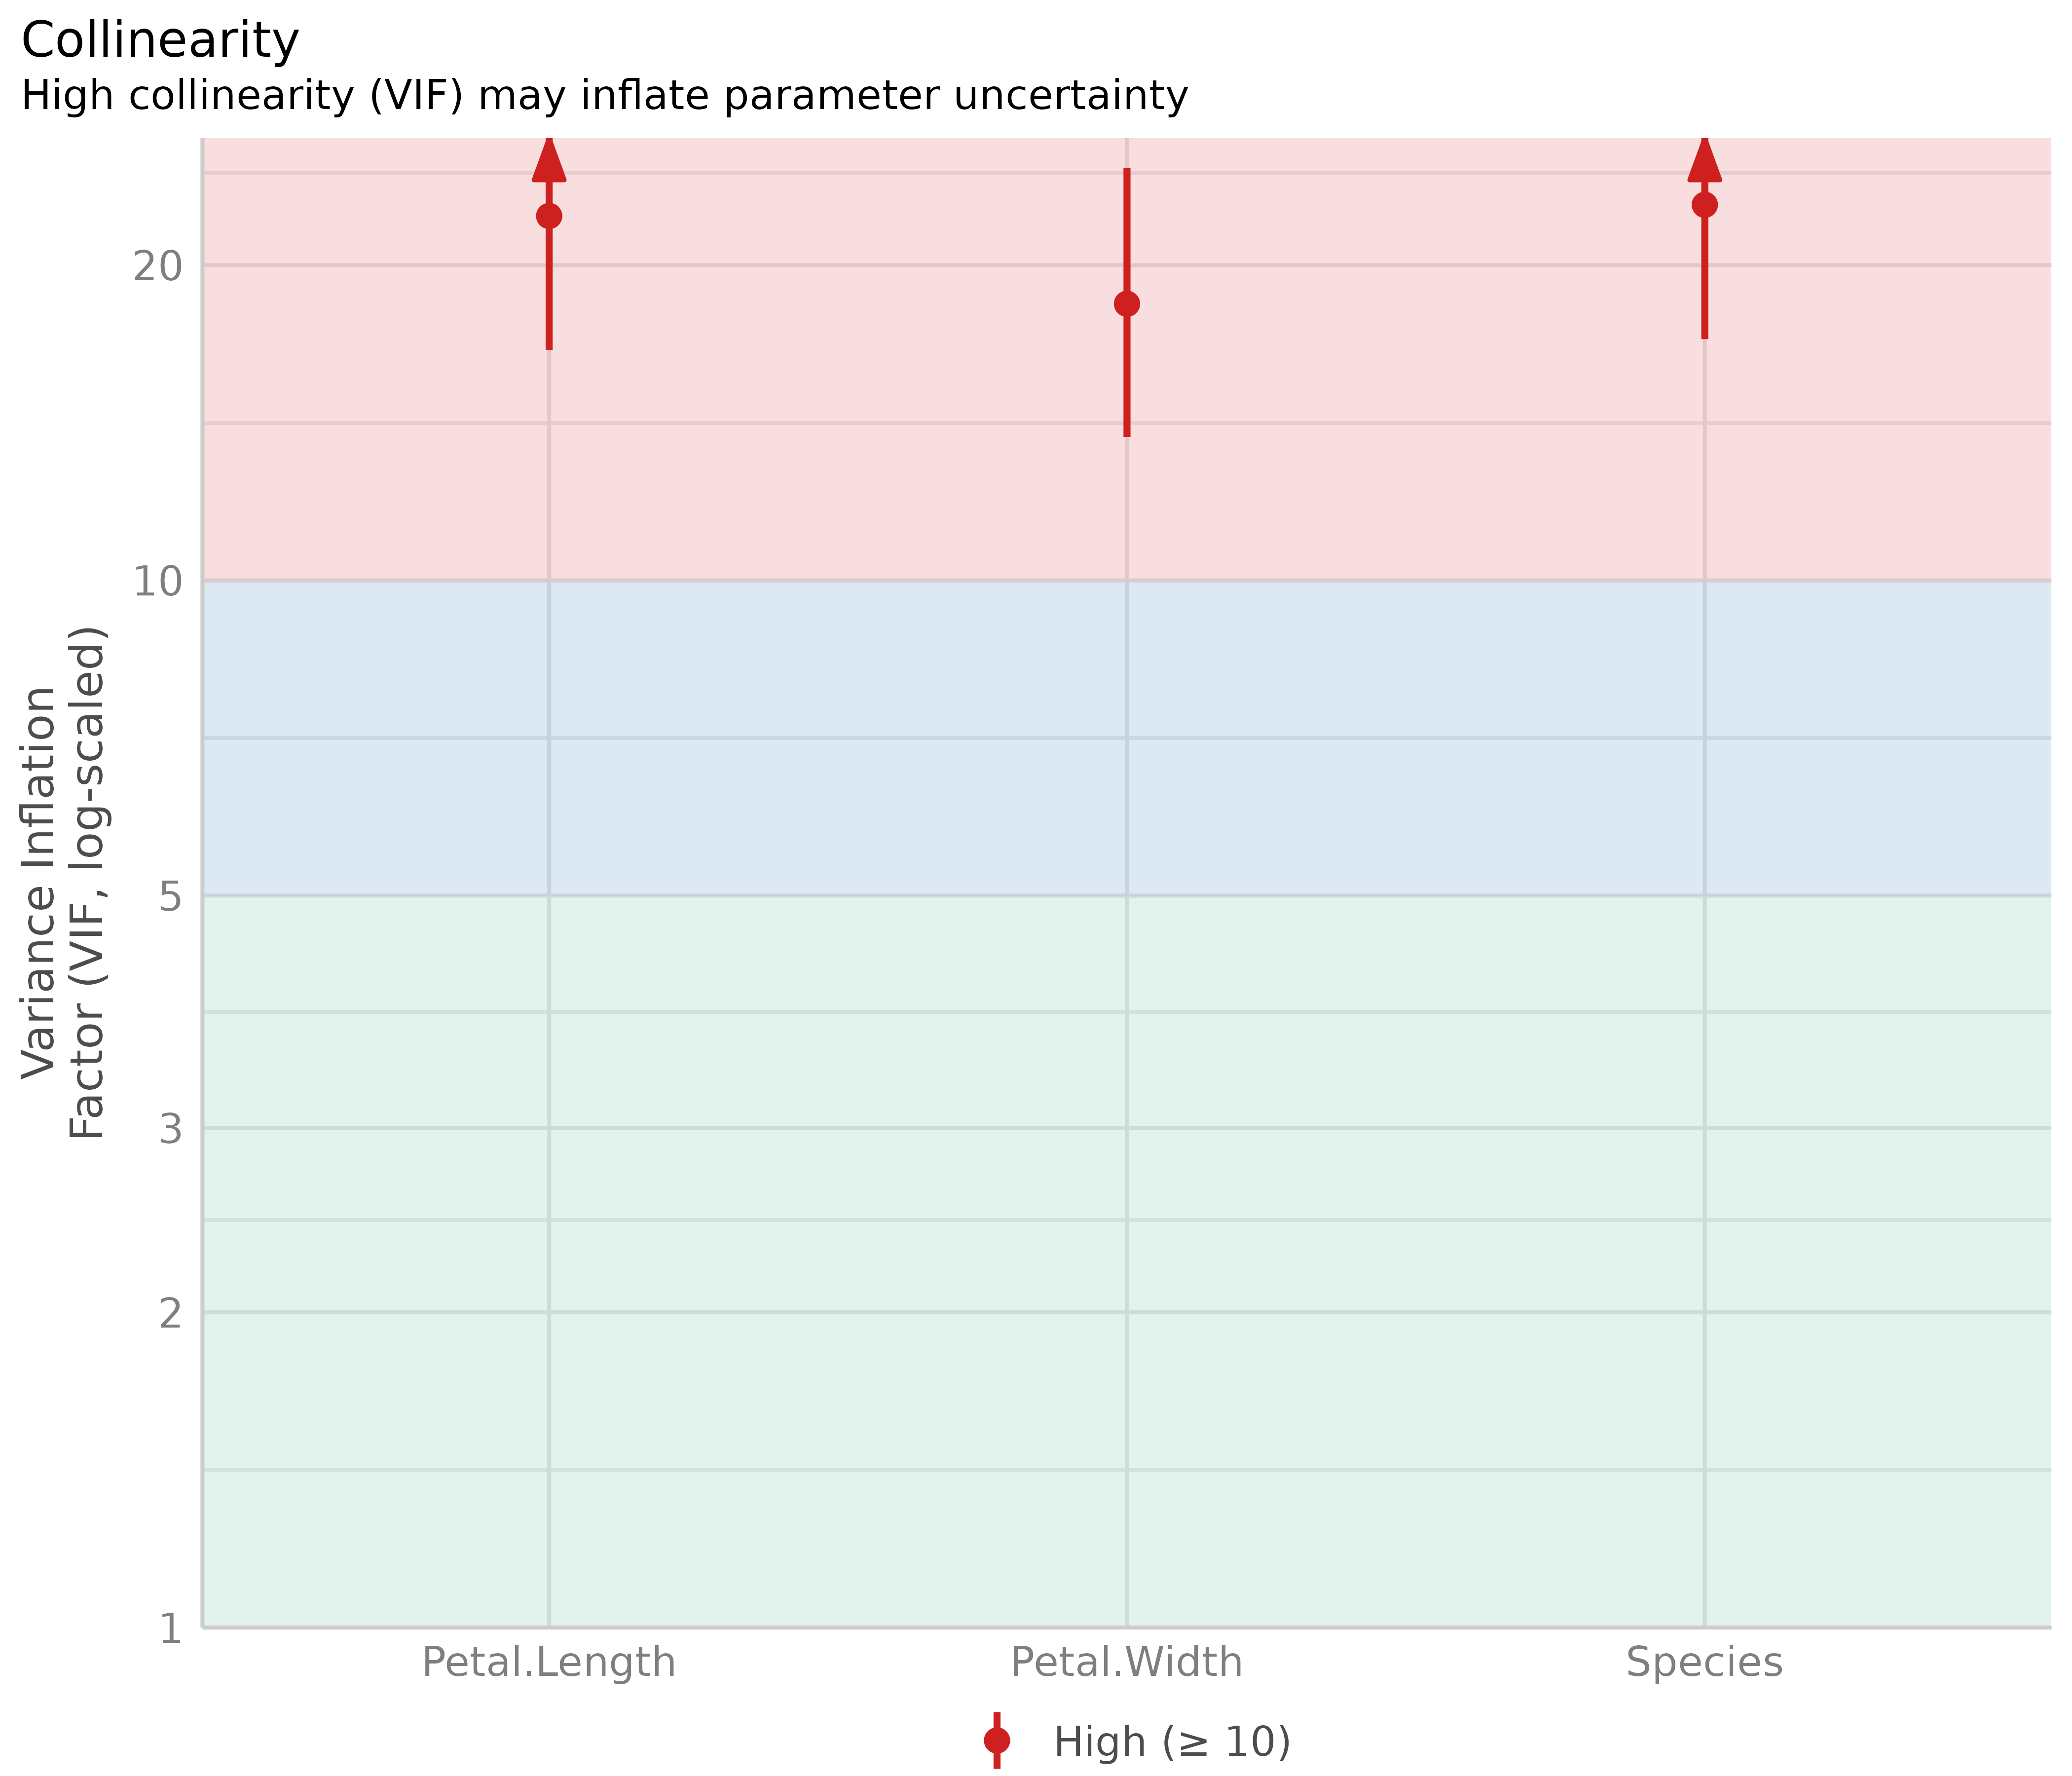 Collinearity
High collinearity (VIF) may inflate parameter uncertainty
Variance Inflation
Factor (VIF, log-scaled)
20
10
5
3
2
1
Petal.Length
Petal.Width
Species
High (≥ 10)